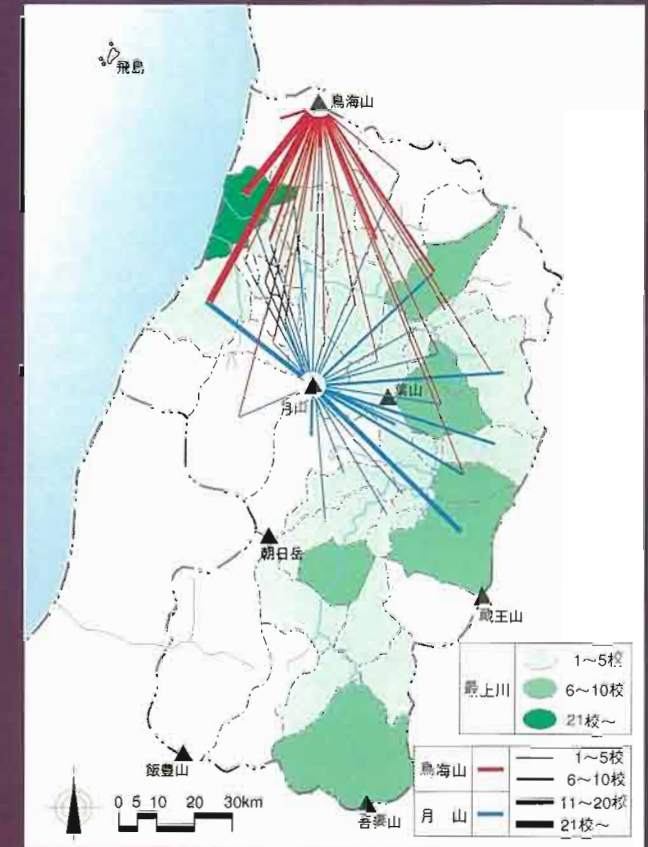 飛島
鳥海山
月山
葉山
朝日岳
蔵王山
飯豊山
吾妻山
0 5 10 20 30km
最上川
1〜5校
6〜10校
21校〜
鳥海山
月 山
1〜5校
6〜10校
11〜20校
21校〜